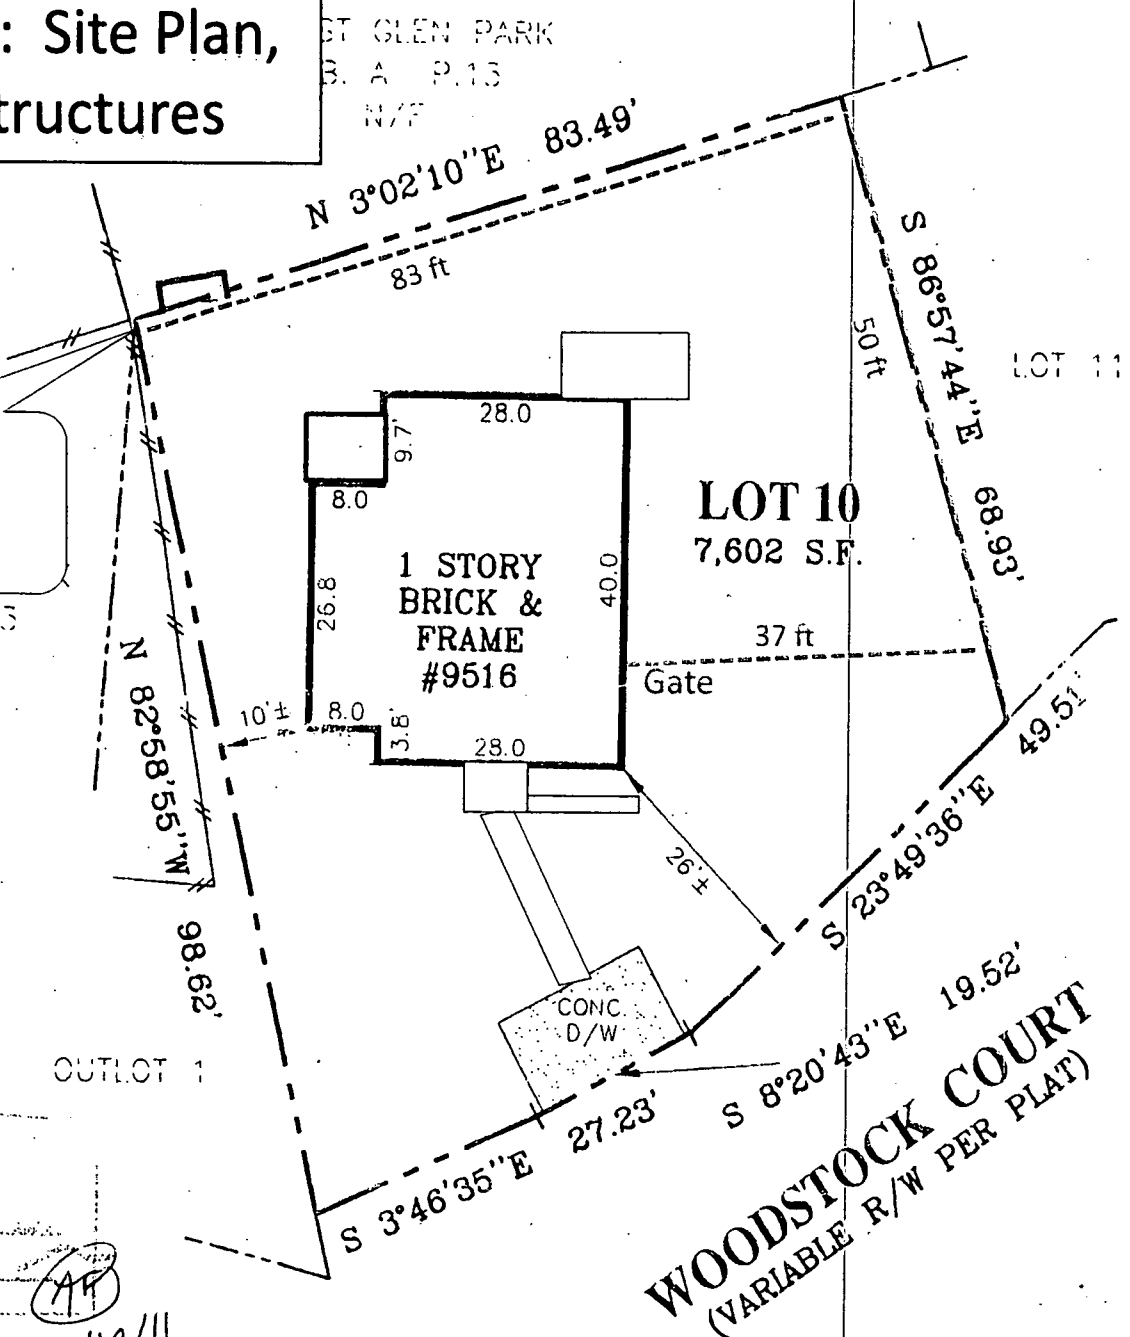 : Site Plan,
tructures
ST GLEN PARK
B. A P.13
N/F
N 3°02'10"E 83.49'
83 ft
S 86°57'44"E 68.93'
50 ft
LOT 11
28.0
9.7'
8.0
LOT 10
7,602 S.F.
1 STORY
BRICK &
FRAME
#9516
26.8
40.0
37 ft
Gate
N 82°58'55"W 98.62'
10'±
8.0
3.8'
28.0
26'±
S 23°49'36"E 49.51'
CONC.
D/W
S 8°20'43"E 19.52'
OUTLOT 1
S 3°46'35"E 27.23'
WOODSTOCK COURT
(VARIABLE R/W PER PLAT)